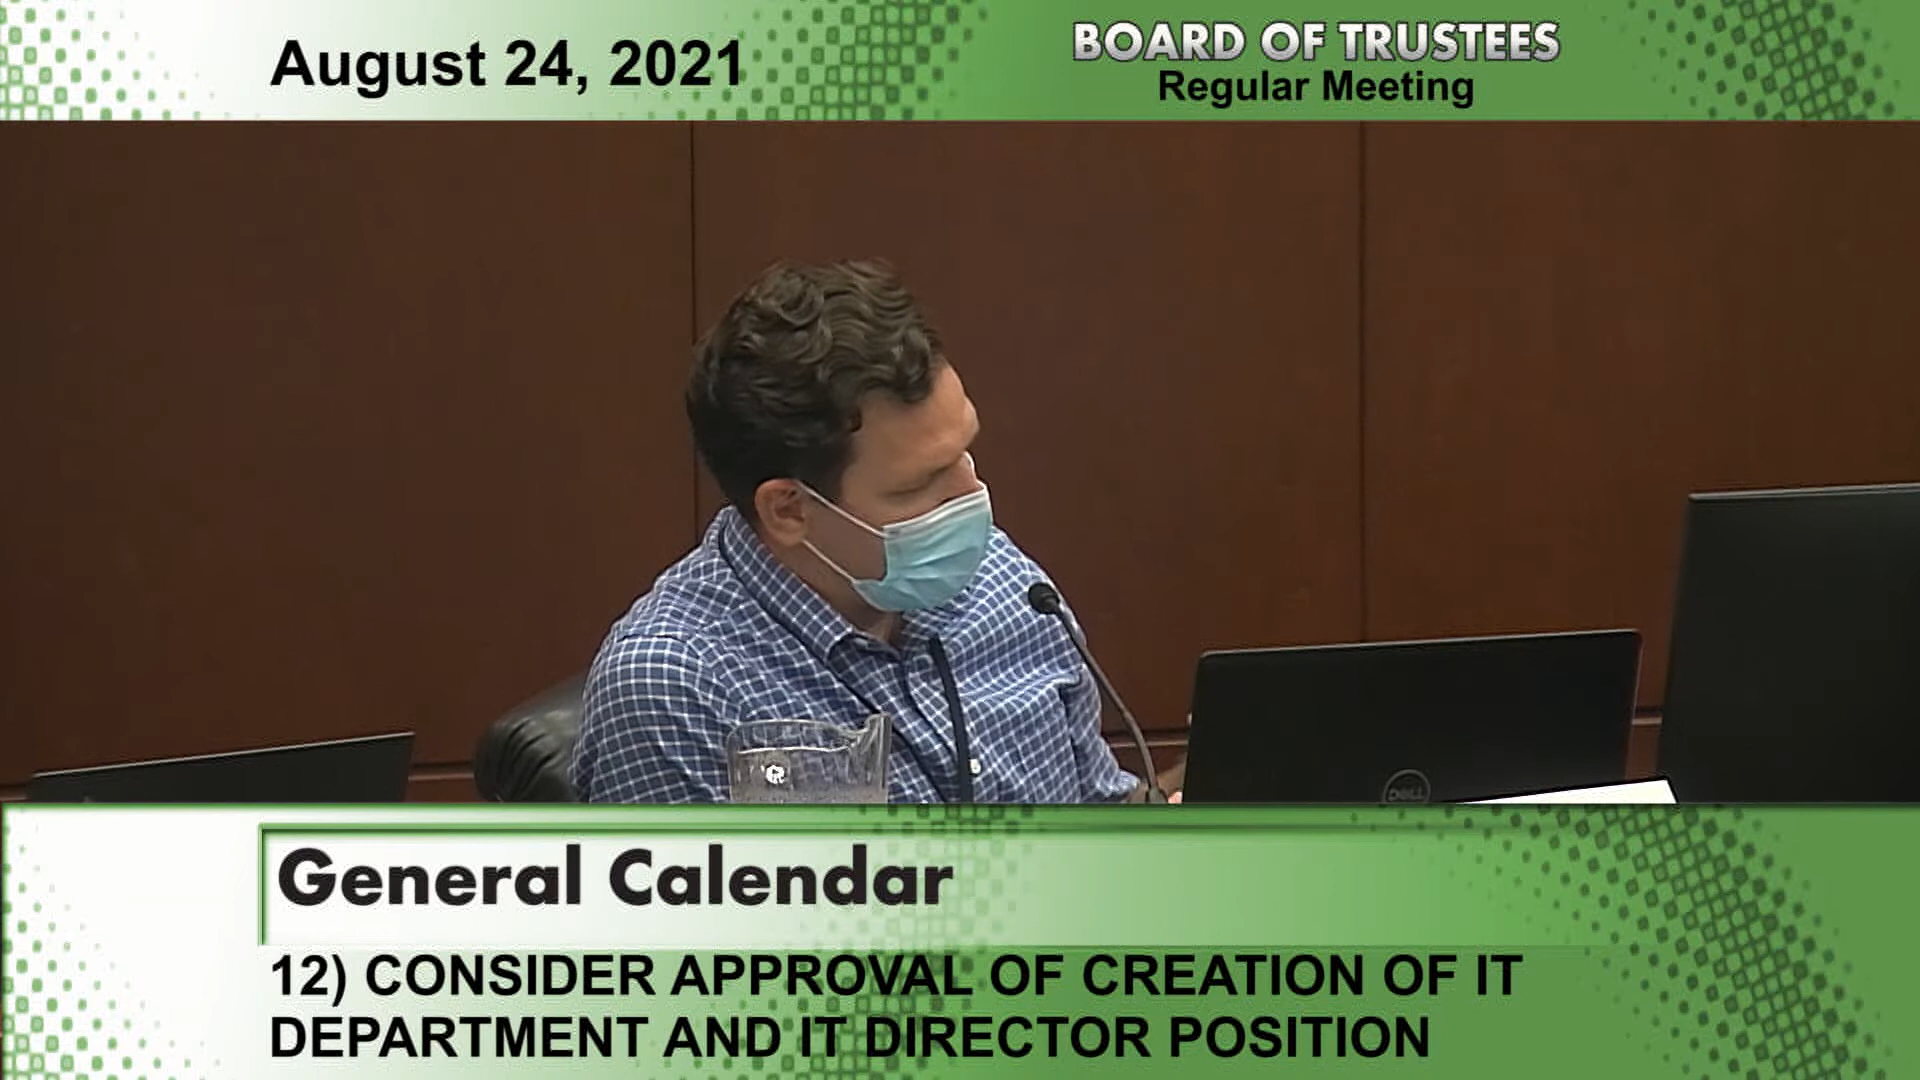 August 24, 2021
BOARD OF TRUSTEES
Regular Meeting
DELL
General Calendar
12) CONSIDER APPROVAL OF CREATION OF IT
DEPARTMENT AND IT DIRECTOR POSITION